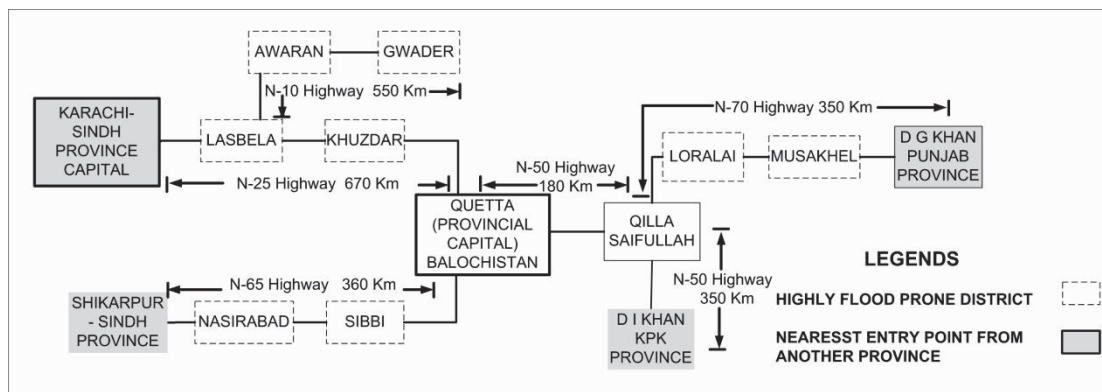 AWARAN
GWADER
N-10 Highway 550 Km
KARACHI-
SINDH
PROVINCE
CAPITAL
LASBELA
KHUZDAR
N-25 Highway 670 Km
N-50 Highway
180 Km
N-70 Highway 350 Km
LORALAI
MUSAKHEL
D G KHAN
PUNJAB
PROVINCE
QUETTA
(PROVINCIAL
CAPITAL)
BALOCHISTAN
QILLA
SAIFULLAH
N-50 Highway
350 Km
N-65 Highway 360 Km
SHIKARPUR
- SINDH
PROVINCE
NASIRABAD
SIBBI
D I KHAN
KPK
PROVINCE
LEGENDS
HIGHLY FLOOD PRONE DISTRICT
NEARESST ENTRY POINT FROM
ANOTHER PROVINCE